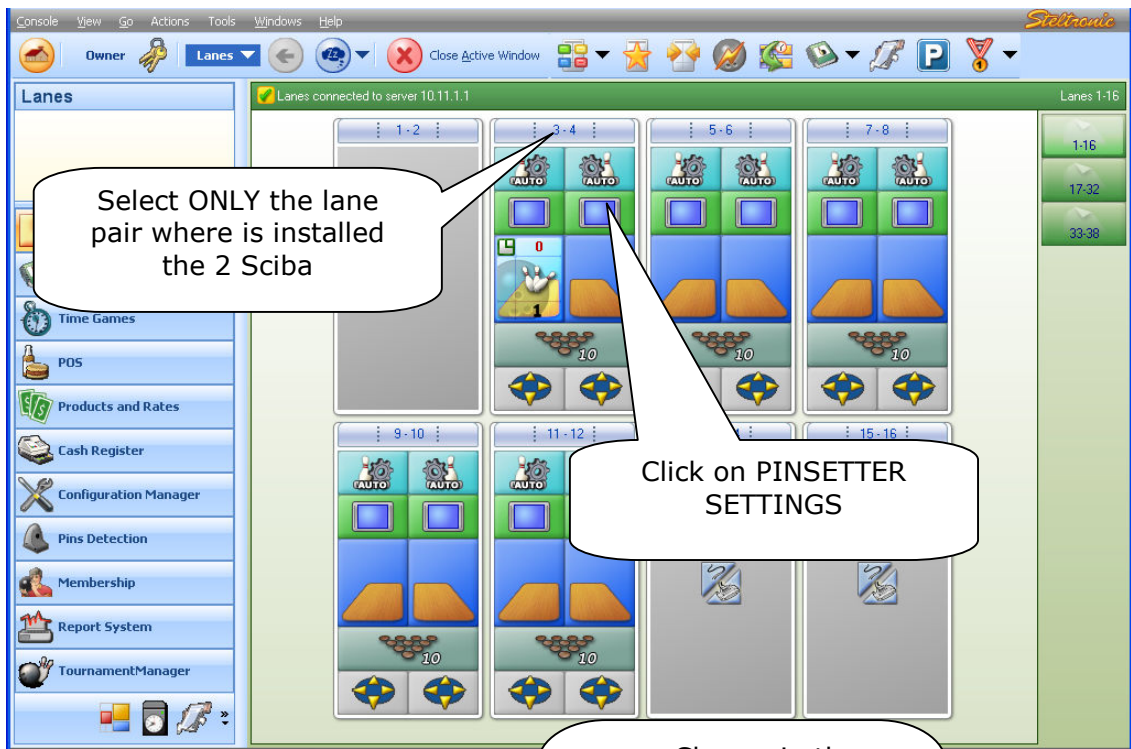 Console View Go Actions Tools Windows Help
Steltronic
Owner Lanes Close Active Window P 1
Lanes
Lanes connected to server 10.11.1.1 Lanes 1-16
1 - 2 3 - 4 5 - 6 7 - 8
1-16
17-32
33-38
AUTO AUTO AUTO AUTO AUTO AUTO
Select ONLY the lane
pair where is installed
the 2 Sciba
0
1
10 10 10
Time Games
POS
Products and Rates
Cash Register
Configuration Manager
Pins Detection
Membership
Report System
TournamentManager
9 - 10 11 - 12 15 - 16
AUTO AUTO AUTO
Click on PINSETTER
SETTINGS
10 10